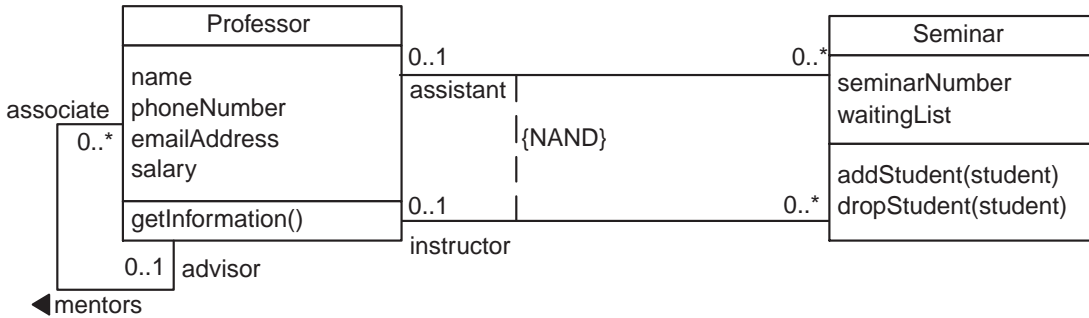 Professor
name
phoneNumber
emailAddress
salary
getInformation()
associate
0..*
0..1
advisor
mentors
0..1
assistant
0..*
{NAND}
0..1
instructor
0..*
Seminar
seminarNumber
waitingList
addStudent(student)
dropStudent(student)